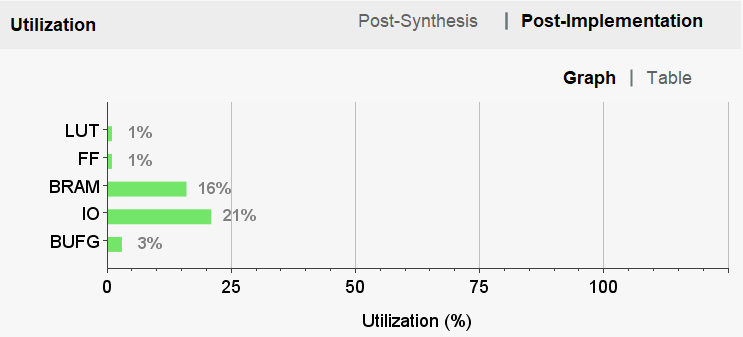 Utilization Post-Synthesis | Post-Implementation
Graph | Table
LUT 1%
FF 1%
BRAM 16%
IO 21%
BUFG 3%
0 25 50 75 100
Utilization (%)